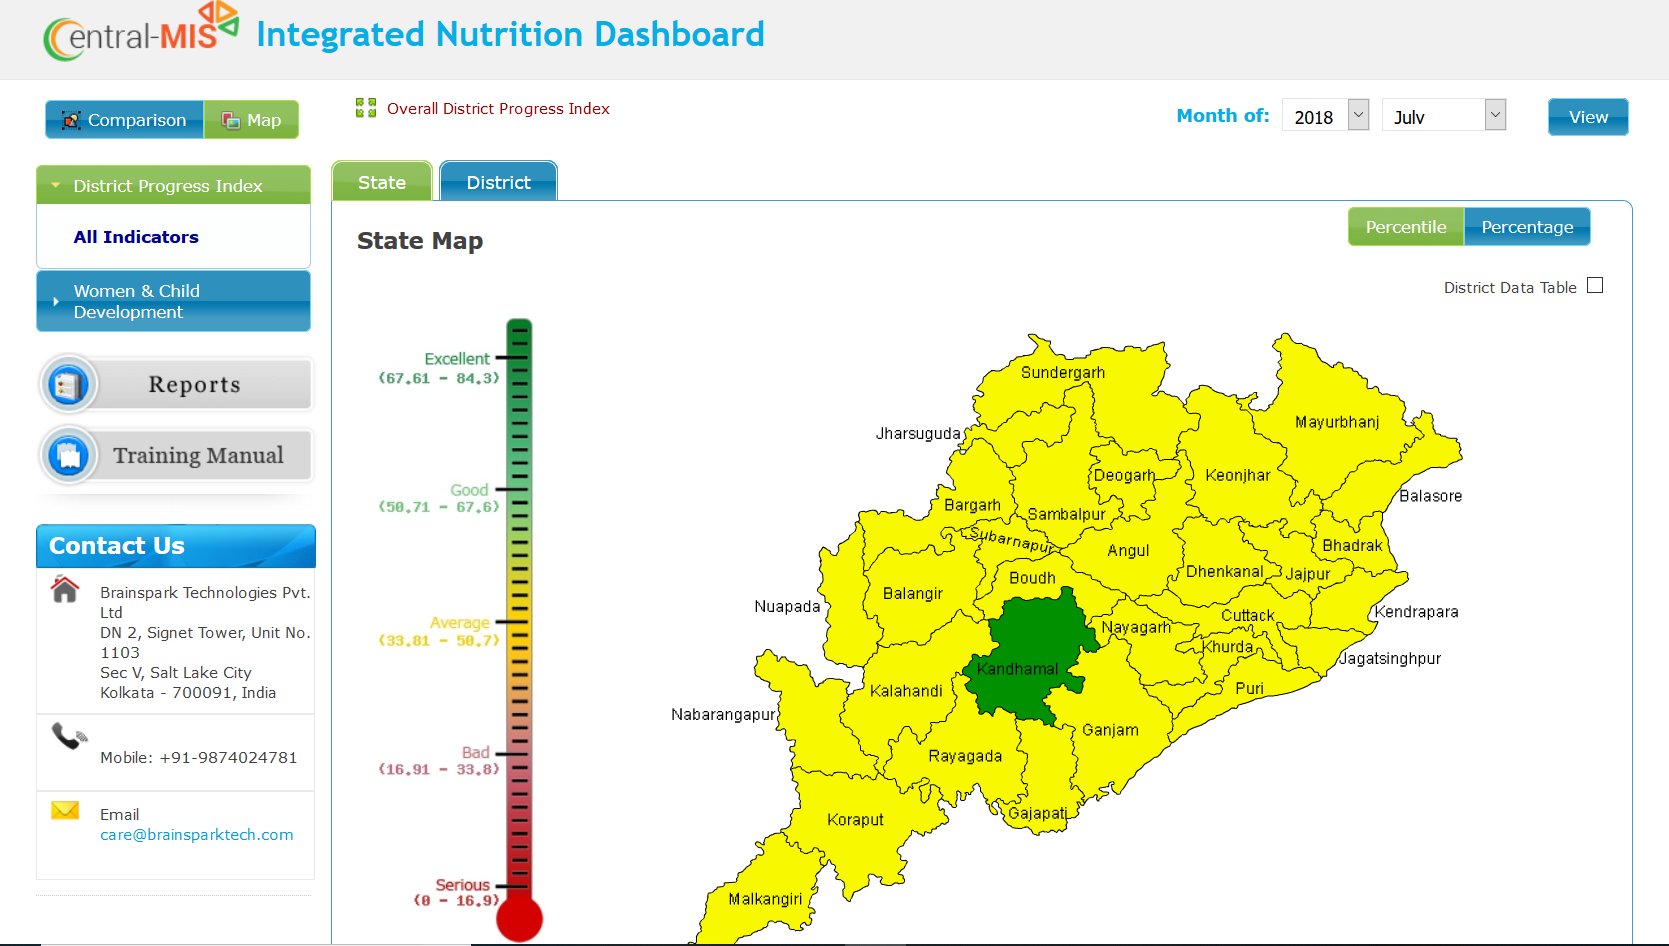 Central-MIS
Integrated Nutrition Dashboard
Comparison
Map
Overall District Progress Index
Month of:
2018
July
View
District Progress Index
All Indicators
Women & Child
Development
Reports
Training Manual
Contact Us
Brainspark Technologies Pvt.
Ltd
DN 2, Signet Tower, Unit No.
1103
Sec V, Salt Lake City
Kolkata - 700091, India
Mobile: +91-9874024781
Email
care@brainsparktech.com
State
District
State Map
Percentile
Percentage
District Data Table
Excellent
(67.61 - 84.3)
Good
(50.71 - 67.6)
Average
(33.81 - 50.7)
Bad
(16.91 - 33.8)
Serious
(0 - 16.9)
Sundergarh
Mayurbhanj
Jharsuguda
Deogarh
Keonjhar
Balasore
Bargarh
Sambalpur
Subarnapur
Angul
Bhadrak
Dhenkanal
Jajpur
Boudh
Balangir
Nuapada
Kendrapara
Cuttack
Nayagarh
Khurda
Jagatsinghpur
Kandhamal
Kalahandi
Puri
Nabarangapur
Ganjam
Rayagada
Gajapati
Koraput
Malkangiri